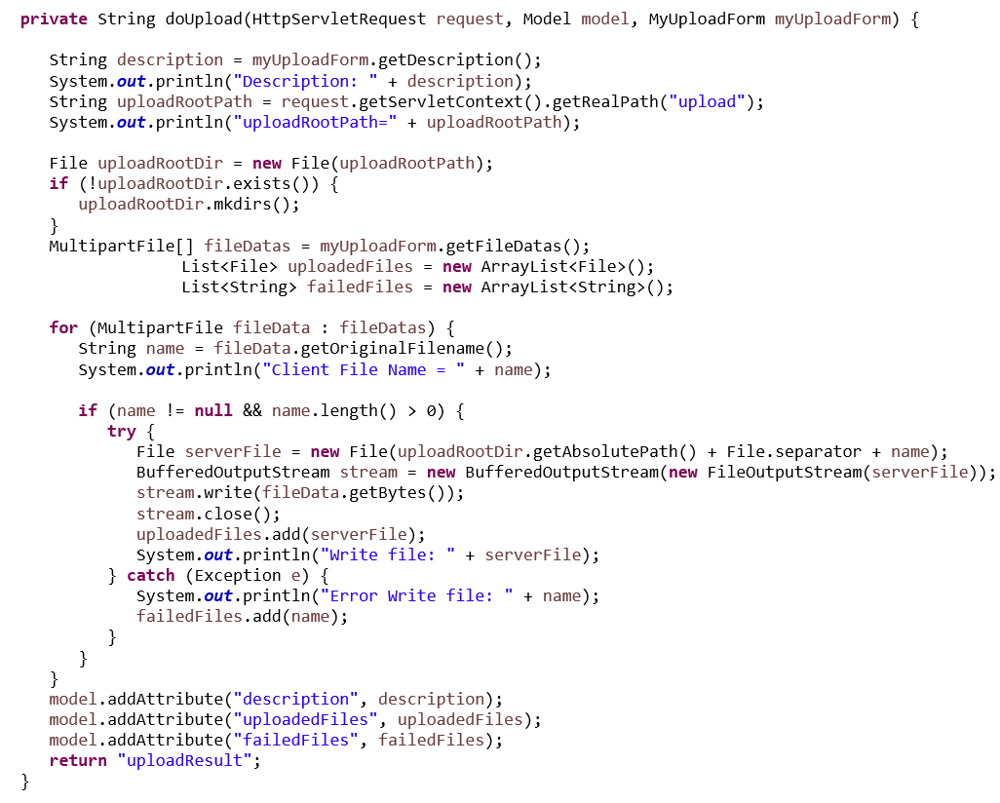 private String doUpload(HttpServletRequest request, Model model, MyUploadForm myUploadForm) {
String description = myUploadForm.getDescription();
System.out.println("Description: " + description);
String uploadRootPath = request.getServletContext().getRealPath("upload");
System.out.println("uploadRootPath=" + uploadRootPath);
File uploadRootDir = new File(uploadRootPath);
if (!uploadRootDir.exists()) {
uploadRootDir.mkdirs();
}
MultipartFile[] fileDatas = myUploadForm.getFileDatas();
List<File> uploadedFiles = new ArrayList<File>();
List<String> failedFiles = new ArrayList<String>();
for (MultipartFile fileData : fileDatas) {
String name = fileData.getOriginalFilename();
System.out.println("Client File Name = " + name);
if (name != null && name.length() > 0) {
try {
File serverFile = new File(uploadRootDir.getAbsolutePath() + File.separator + name);
BufferedOutputStream stream = new BufferedOutputStream(new FileOutputStream(serverFile));
stream.write(fileData.getBytes());
stream.close();
uploadedFiles.add(serverFile);
System.out.println("Write file: " + serverFile);
} catch (Exception e) {
System.out.println("Error Write file: " + name);
failedFiles.add(name);
}
}
}
model.addAttribute("description", description);
model.addAttribute("uploadedFiles", uploadedFiles);
model.addAttribute("failedFiles", failedFiles);
return "uploadResult";
}